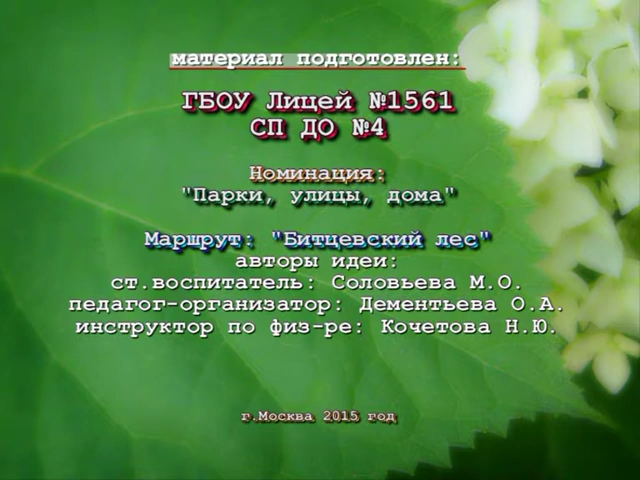 материал подготовлен:
ГБОУ Лицей №1561
СП ДО №4
Номинация:
"Парки, улицы, дома"
Маршрут: "Битцевский лес"
авторы идеи:
ст.воспитатель: Соловьева М.О.
педагог-организатор: Дементьева О.А.
инструктор по физ-ре: Кочетова Н.Ю.
г.Москва 2015 год